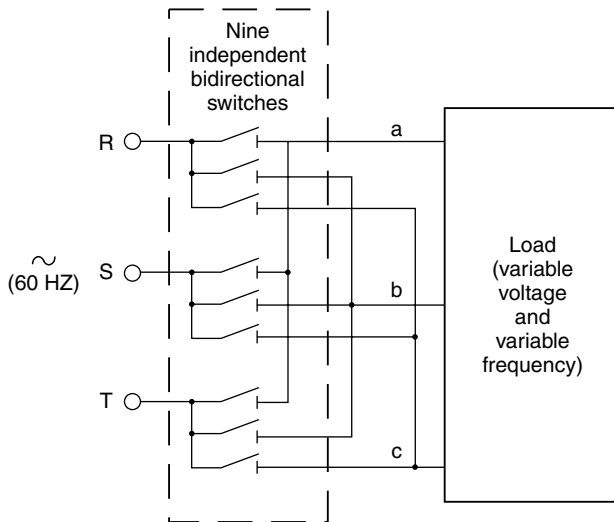 Nine
independent
bidirectional
switches
R
a
S
∼
(60 HZ)
b
Load
(variable
voltage
and
variable
frequency)
T
c